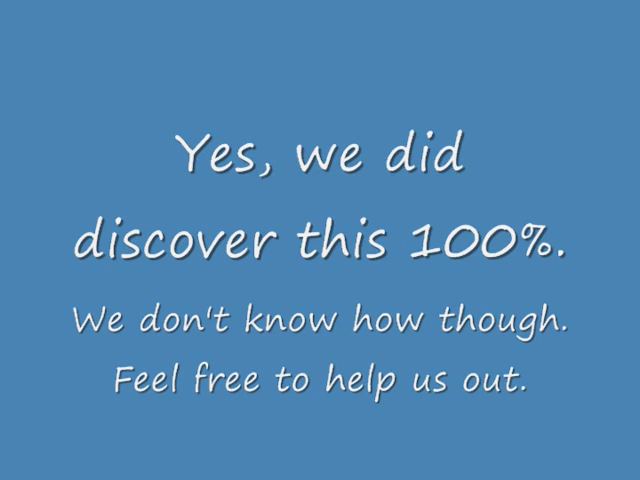 Yes, we did
discover this 100%.
We don't know how though.
Feel free to help us out.